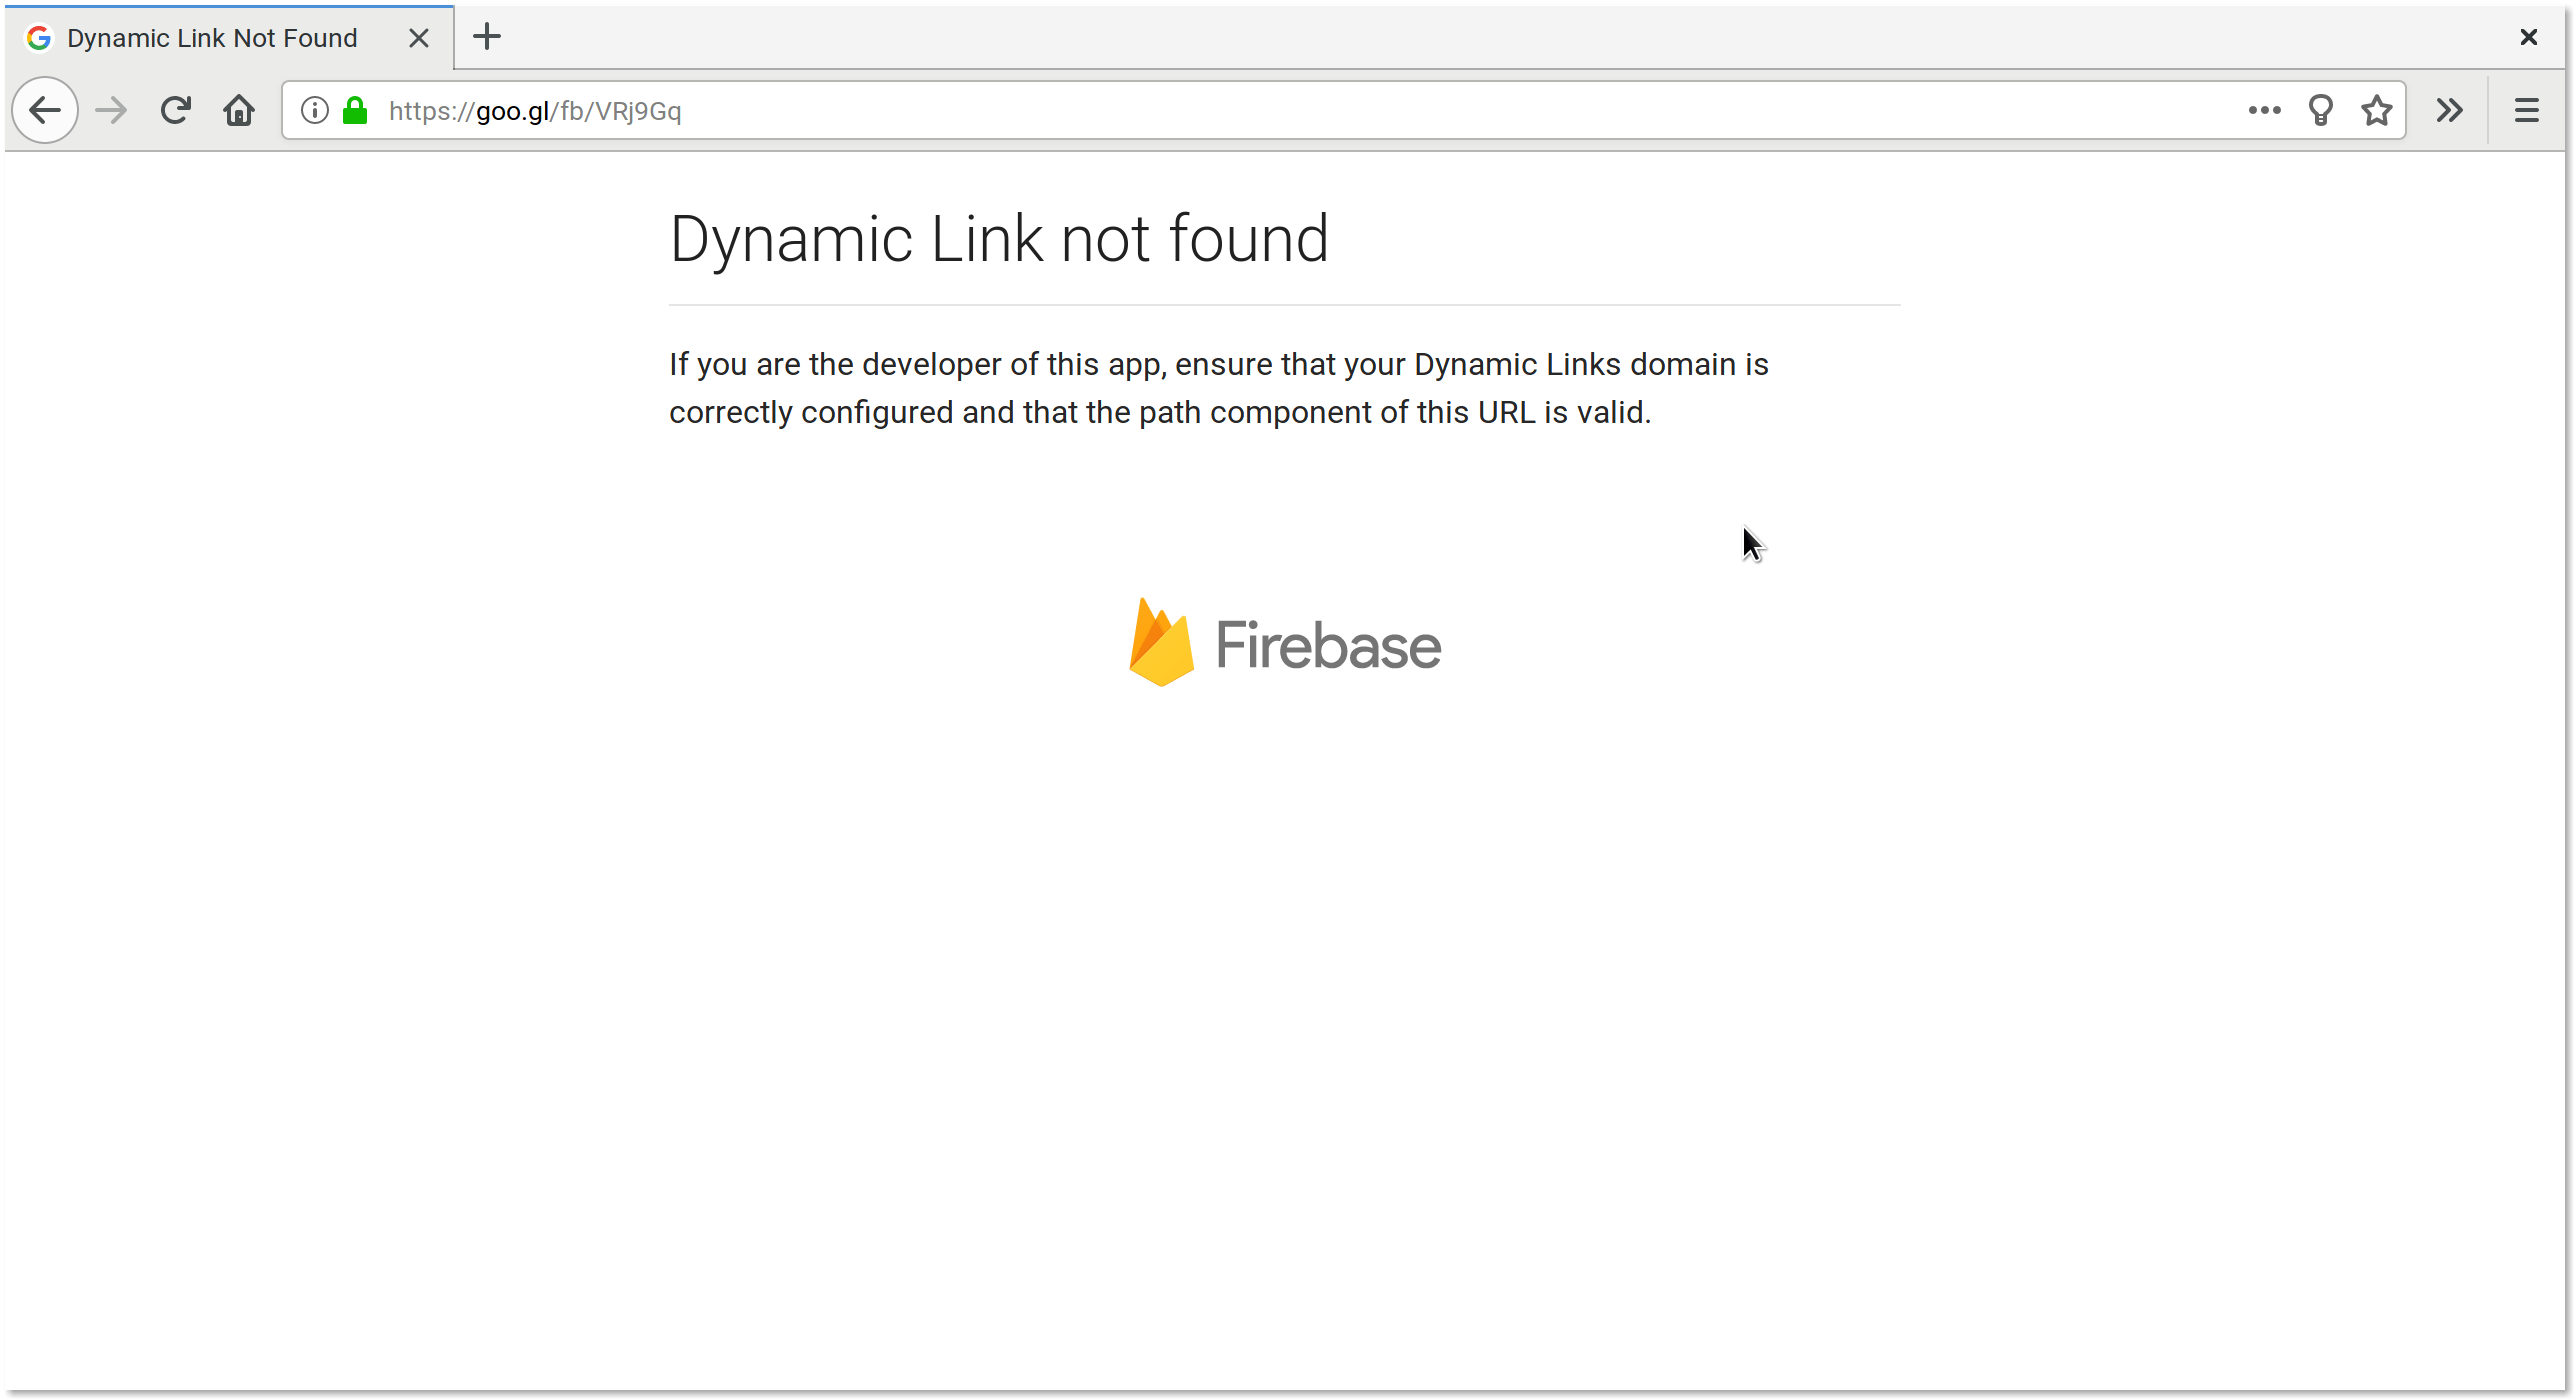 Dynamic Link Not Found
https://goo.gl/fb/VRj9Gq
Dynamic Link not found
If you are the developer of this app, ensure that your Dynamic Links domain is
correctly configured and that the path component of this URL is valid.
Firebase